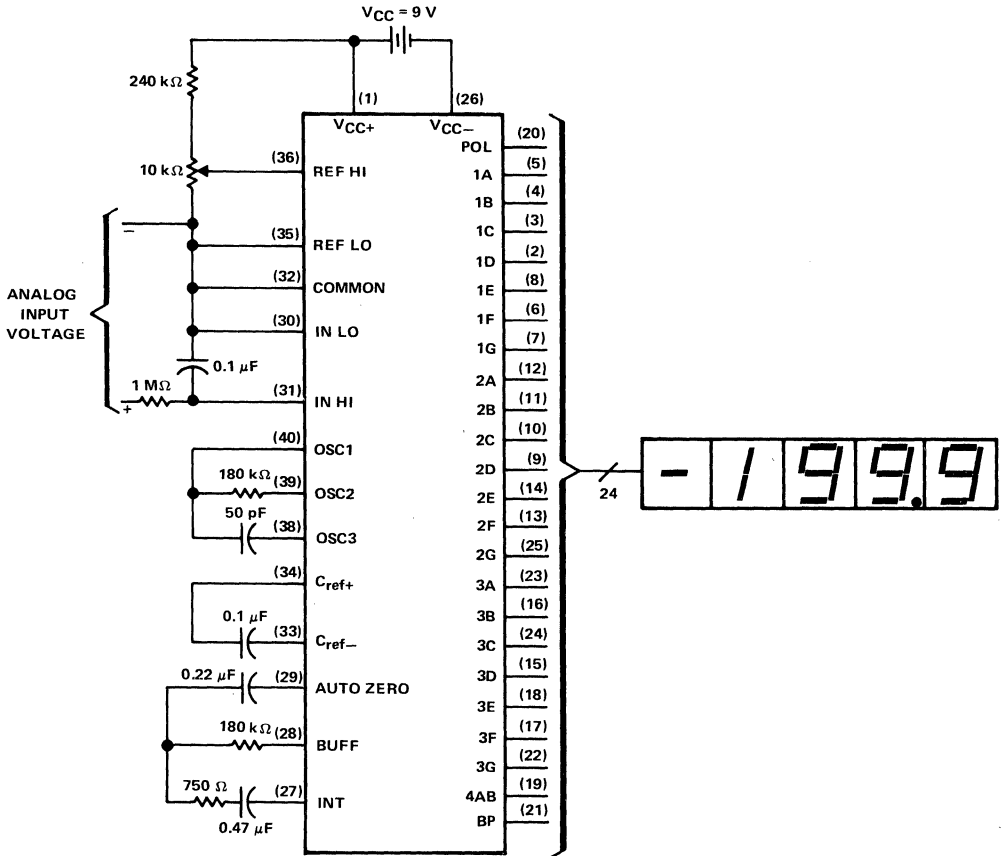 VCC = 9 V
240 kΩ
(1)
(26)
VCC+
VCC−
10 kΩ
(36)
REF HI
−
(35)
REF LO
(32)
COMMON
ANALOG
INPUT
VOLTAGE
(30)
IN LO
0.1 μF
1 MΩ
+
(31)
IN HI
(40)
OSC1
180 kΩ
(39)
OSC2
50 pF
(38)
OSC3
(34)
Cref+
0.1 μF
(33)
Cref−
0.22 μF
(29)
AUTO ZERO
180 kΩ
(28)
BUFF
750 Ω
(27)
INT
0.47 μF
POL (20)
1A (5)
1B (4)
1C (3)
1D (2)
1E (8)
1F (6)
1G (7)
2A (12)
2B (11)
2C (10)
2D (9)
2E (14)
2F (13)
2G (25)
3A (23)
3B (16)
3C (24)
3D (15)
3E (18)
3F (17)
3G (22)
4AB (19)
BP (21)
24
-199.9